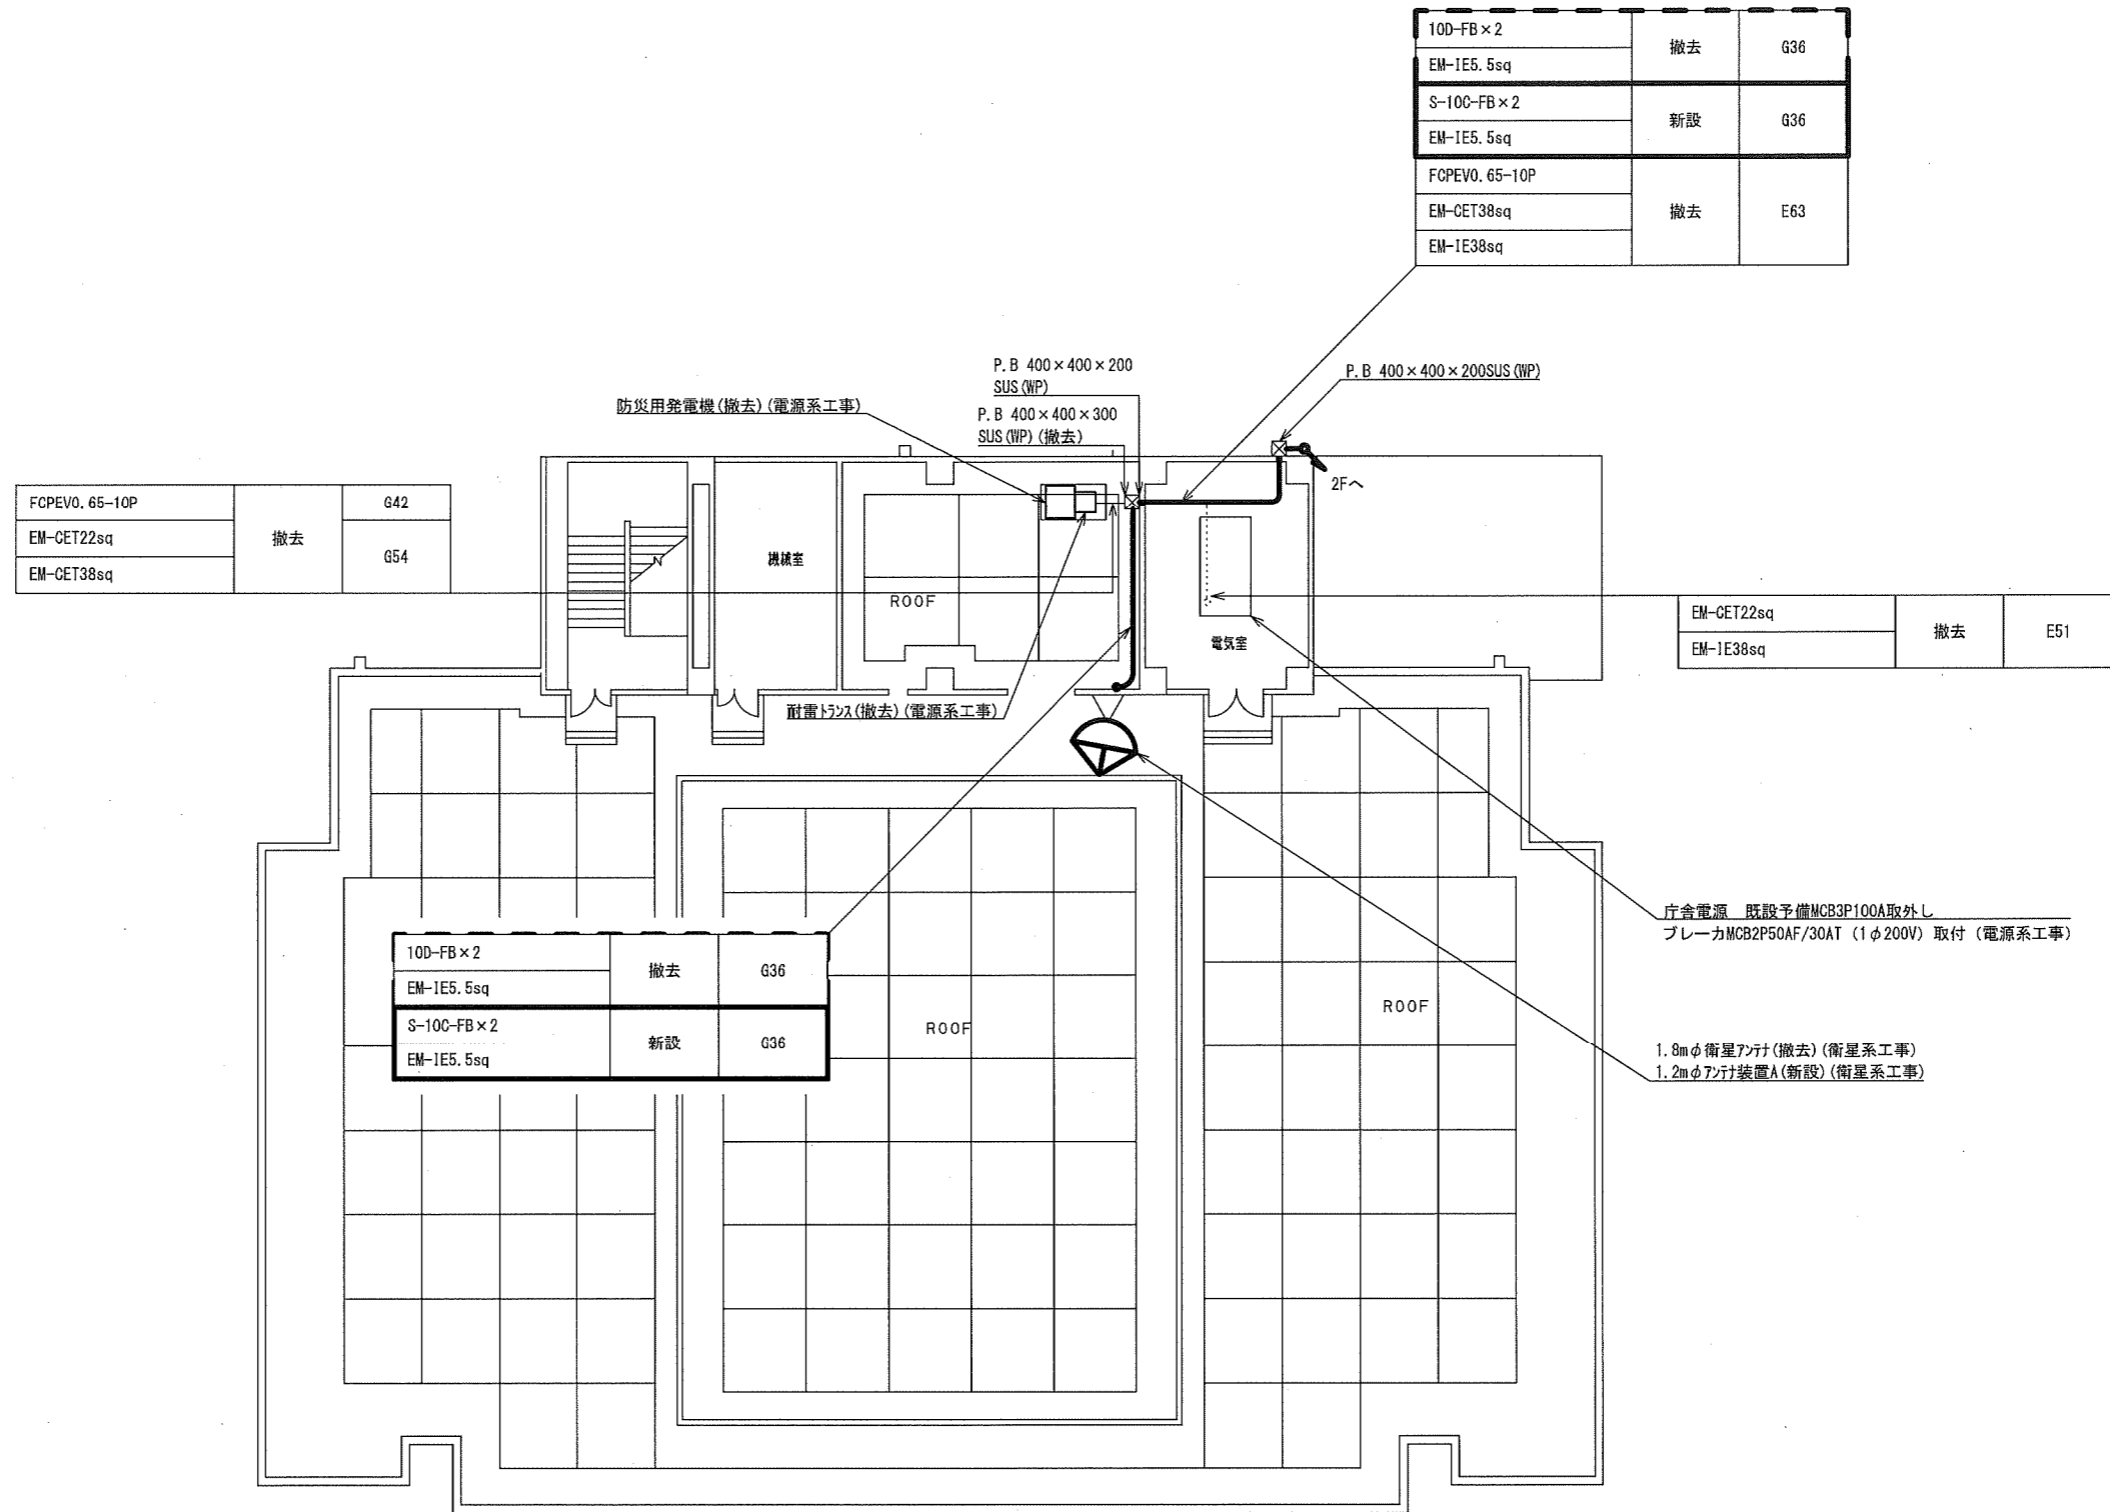 10D-FB×2
撤去
G36
EM-IE5.5sq
S-10C-FB×2
新設
G36
EM-IE5.5sq
FCPEV0.65-10P
EM-CET38sq
撤去
E63
EM-IE38sq
P.B 400×400×200
SUS(WP)
P.B 400×400×200SUS(WP)
防災用発電機(撤去)(電源系工事)
P.B 400×400×300
SUS(WP)(撤去)
2Fへ
FCPEV0.65-10P
撤去
G42
EM-CET22sq
G54
EM-CET38sq
N
機械室
ROOF
電気室
EM-CET22sq
撤去
E51
EM-IE38sq
耐雷トランス(撤去)(電源系工事)
庁舎電源 既設予備MCB3P100A取外し
ブレーカMCB2P50AF/30AT (1φ200V) 取付 (電源系工事)
10D-FB×2
撤去
G36
EM-IE5.5sq
S-10C-FB×2
新設
G36
EM-IE5.5sq
ROOF
ROOF
1.8mφ衛星アンテナ(撤去)(衛星系工事)
1.2mφアンテナ装置A(新設)(衛星系工事)